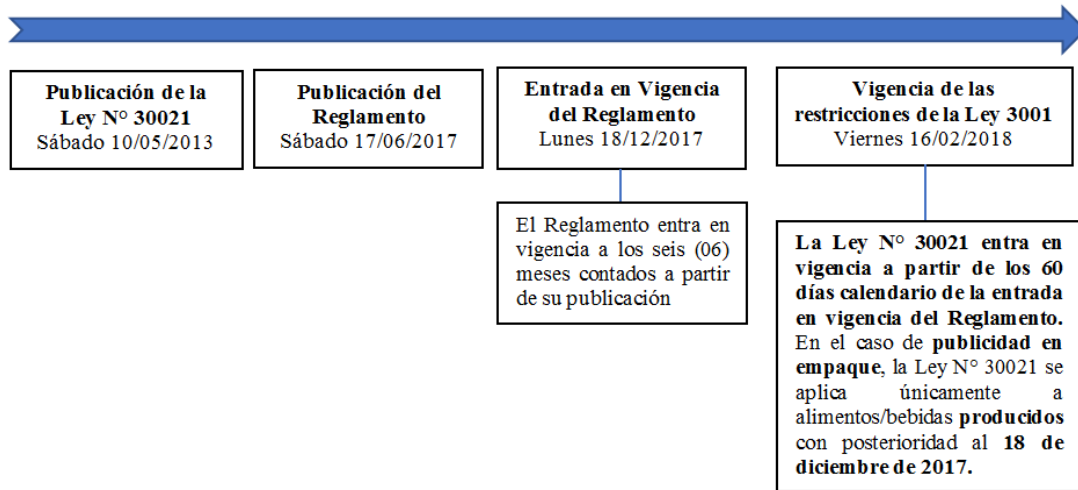 Publicación de la
Ley N° 30021
Sábado 10/05/2013
Publicación del
Reglamento
Sábado 17/06/2017
Entrada en Vigencia
del Reglamento
Lunes 18/12/2017
Vigencia de las
restricciones de la Ley 3001
Viernes 16/02/2018
El Reglamento entra en
vigencia a los seis (06)
meses contados a partir
de su publicación
La Ley N° 30021 entra en
vigencia a partir de los 60
días calendario de la entrada
en vigencia del Reglamento.
En el caso de publicidad en
empaque, la Ley N° 30021 se
aplica únicamente a
alimentos/bebidas producidos
con posterioridad al 18 de
diciembre de 2017.